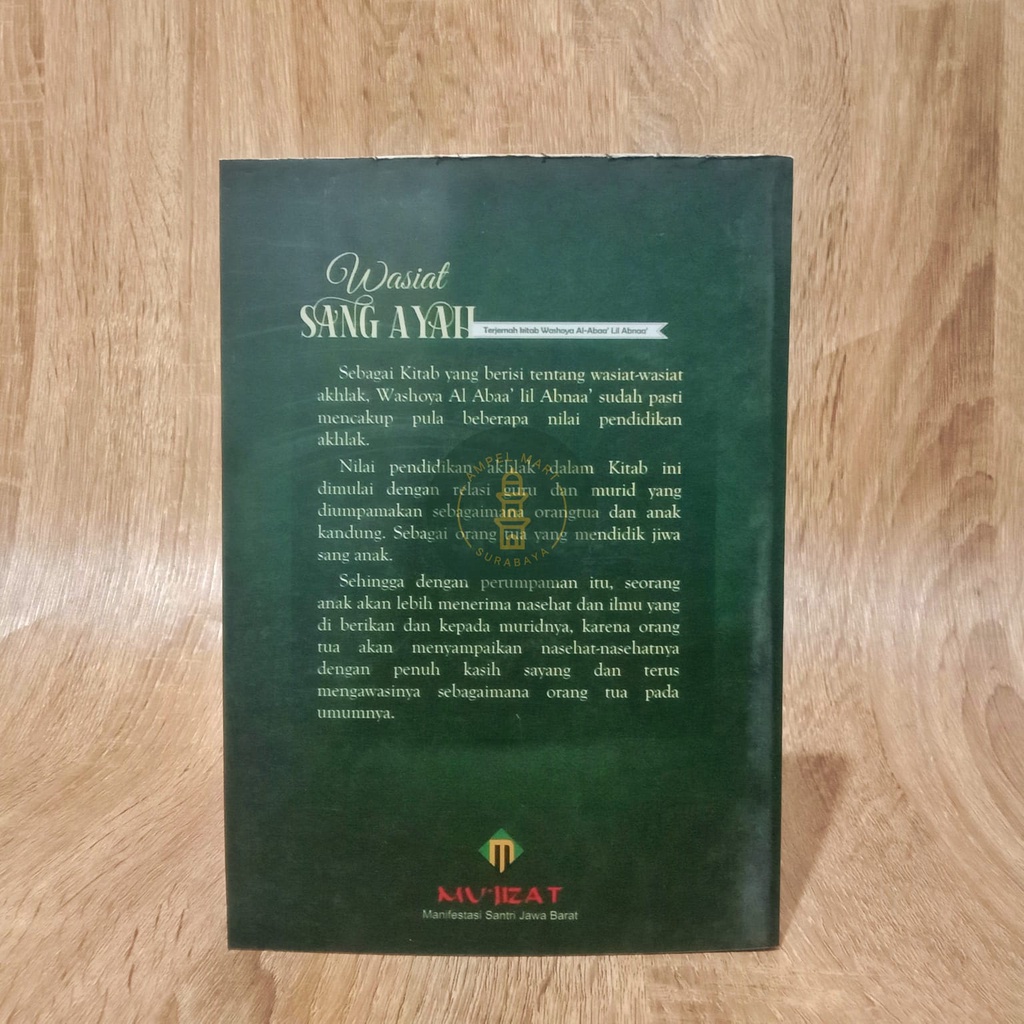 Wasiat
SANG AYAH
Terjemah kitab Washoya Al-Abaa' Lil Abnaa'
Sebagai Kitab yang berisi tentang wasiat-wasiat
akhlak, Washoya Al Abaa' lil Abnaa' sudah pasti
mencakup pula beberapa nilai pendidikan
akhlak.
Nilai pendidikan akhlak dalam Kitab ini
dimulai dengan relasi guru dan murid yang
diumpamakan sebagaimana orangtua dan anak
kandung. Sebagai orang tua yang mendidik jiwa
sang anak.
AMPEL MART
SURABAYA
Sehingga dengan perumpaman itu, seorang
anak akan lebih menerima nasehat dan ilmu yang
di berikan dan kepada muridnya, karena orang
tua akan menyampaikan nasehat-nasehatnya
dengan penuh kasih sayang dan terus
mengawasinya sebagaimana orang tua pada
umumnya.
MU'JIZAT
Manifestasi Santri Jawa Barat